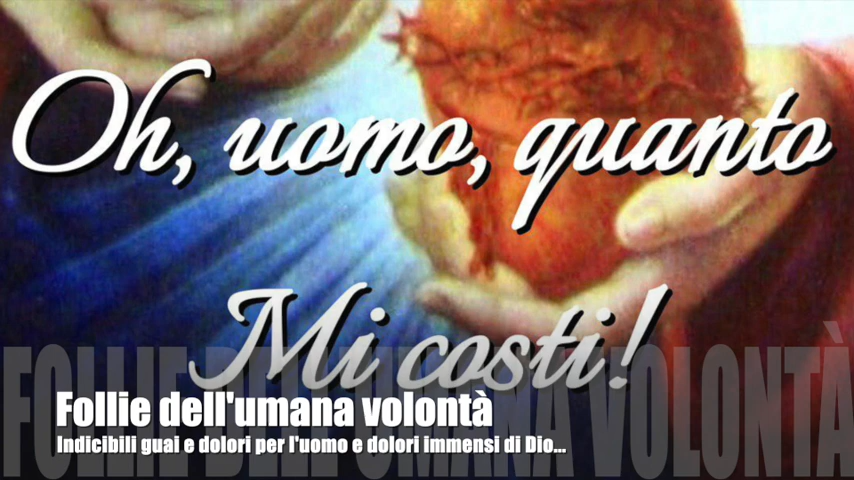 Oh, uomo, quanto
Mi costi!
FOLLIE DELL'UMANA VOLONTÀ
Follie dell'umana volontà
Indicibili guai e dolori per l'uomo e dolori immensi di Dio...